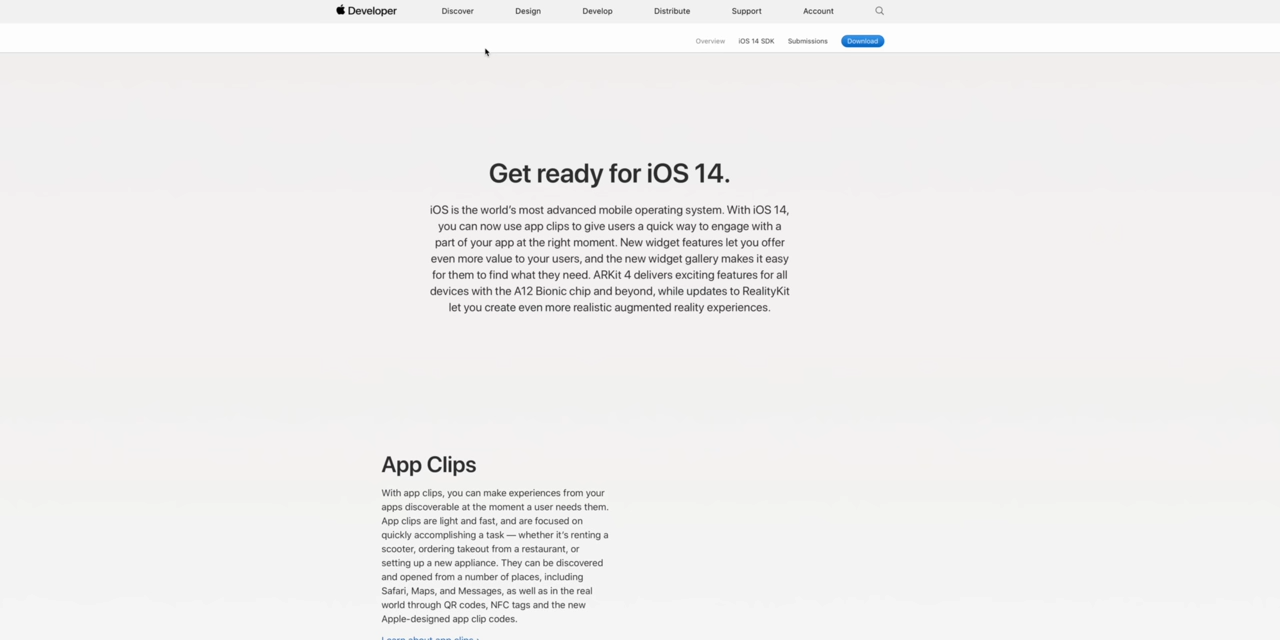 Developer Discover Design Develop Distribute Support Account
Overview iOS 14 SDK Submissions Download
Get ready for iOS 14.
iOS is the world's most advanced mobile operating system. With iOS 14,
you can now use app clips to give users a quick way to engage with a
part of your app at the right moment. New widget features let you offer
even more value to your users, and the new widget gallery makes it easy
for them to find what they need. ARKit 4 delivers exciting features for all
devices with the A12 Bionic chip and beyond, while updates to RealityKit
let you create even more realistic augmented reality experiences.
App Clips
With app clips, you can make experiences from your
apps discoverable at the moment a user needs them.
App clips are light and fast, and are focused on
quickly accomplishing a task — whether it's renting a
scooter, ordering takeout from a restaurant, or
setting up a new appliance. They can be discovered
and opened from a number of places, including
Safari, Maps, and Messages, as well as in the real
world through QR codes, NFC tags and the new
Apple-designed app clip codes.
Learn about app clips ›